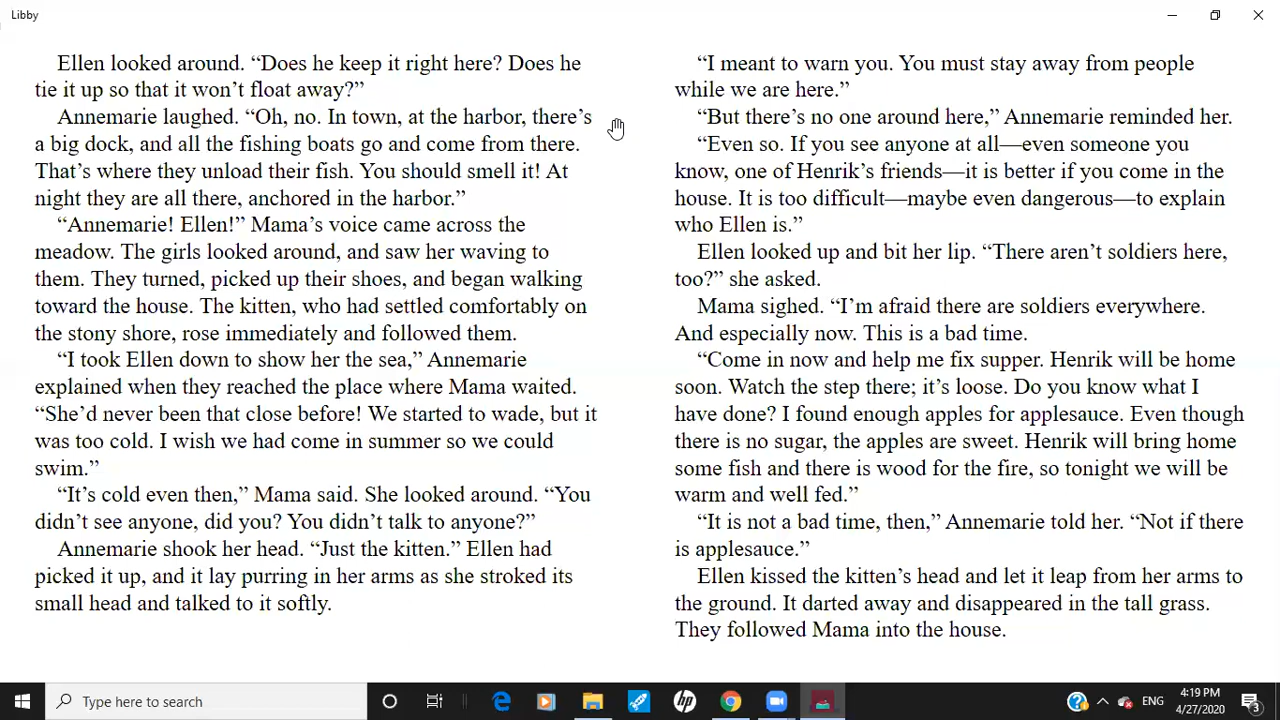 Libby
Ellen looked around. “Does he keep it right here? Does he
tie it up so that it won’t float away?”
Annemarie laughed. “Oh, no. In town, at the harbor, there’s
a big dock, and all the fishing boats go and come from there.
That’s where they unload their fish. You should smell it! At
night they are all there, anchored in the harbor.”
“Annemarie! Ellen!” Mama’s voice came across the
meadow. The girls looked around, and saw her waving to
them. They turned, picked up their shoes, and began walking
toward the house. The kitten, who had settled comfortably on
the stony shore, rose immediately and followed them.
“I took Ellen down to show her the sea,” Annemarie
explained when they reached the place where Mama waited.
“She’d never been that close before! We started to wade, but it
was too cold. I wish we had come in summer so we could
swim.”
“It’s cold even then,” Mama said. She looked around. “You
didn’t see anyone, did you? You didn’t talk to anyone?”
Annemarie shook her head. “Just the kitten.” Ellen had
picked it up, and it lay purring in her arms as she stroked its
small head and talked to it softly.
“I meant to warn you. You must stay away from people
while we are here.”
“But there’s no one around here,” Annemarie reminded her.
“Even so. If you see anyone at all—even someone you
know, one of Henrik’s friends—it is better if you come in the
house. It is too difficult—maybe even dangerous—to explain
who Ellen is.”
Ellen looked up and bit her lip. “There aren’t soldiers here,
too?” she asked.
Mama sighed. “I’m afraid there are soldiers everywhere.
And especially now. This is a bad time.
“Come in now and help me fix supper. Henrik will be home
soon. Watch the step there; it’s loose. Do you know what I
have done? I found enough apples for applesauce. Even though
there is no sugar, the apples are sweet. Henrik will bring home
some fish and there is wood for the fire, so tonight we will be
warm and well fed.”
“It is not a bad time, then,” Annemarie told her. “Not if there
is applesauce.”
Ellen kissed the kitten’s head and let it leap from her arms to
the ground. It darted away and disappeared in the tall grass.
They followed Mama into the house.
Type here to search
hp
?
ENG
4:19 PM
4/27/2020
3